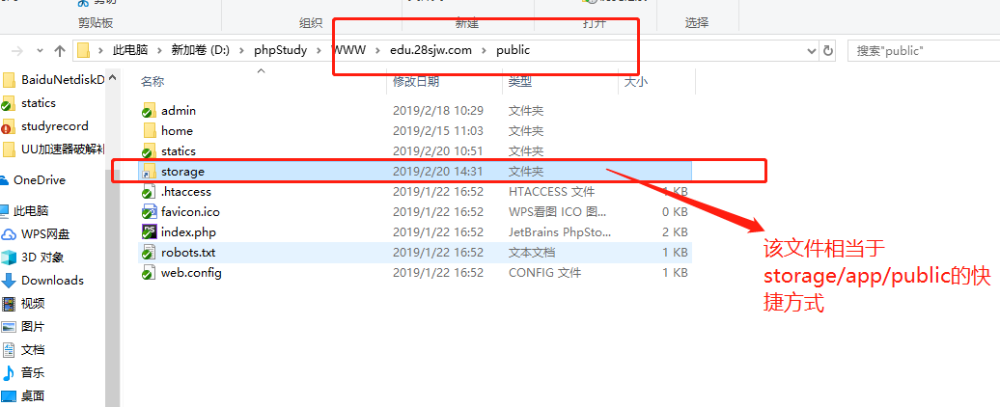 剪切
剪贴板
组织
新建
打开
选择
此电脑 › 新加卷 (D:) › phpStudy › WWW › edu.28sjw.com › public
搜索"public"
名称 修改日期 类型 大小
BaiduNetdiskD
statics
studyrecord
UU加速器破解补
OneDrive
此电脑
WPS网盘
3D 对象
Downloads
视频
图片
文档
音乐
桌面
admin 2019/2/18 10:29 文件夹
home 2019/2/15 11:03 文件夹
statics 2019/2/20 10:51 文件夹
storage 2019/2/20 14:31 文件夹
.htaccess 2019/1/22 16:52 HTACCESS 文件 1 KB
favicon.ico 2019/1/22 16:52 WPS看图 ICO 图... 0 KB
index.php 2019/1/22 16:52 JetBrains PhpSto... 2 KB
robots.txt 2019/1/22 16:52 文本文档 1 KB
web.config 2019/1/22 16:52 CONFIG 文件 1 KB
该文件相当于
storage/app/public的快
捷方式